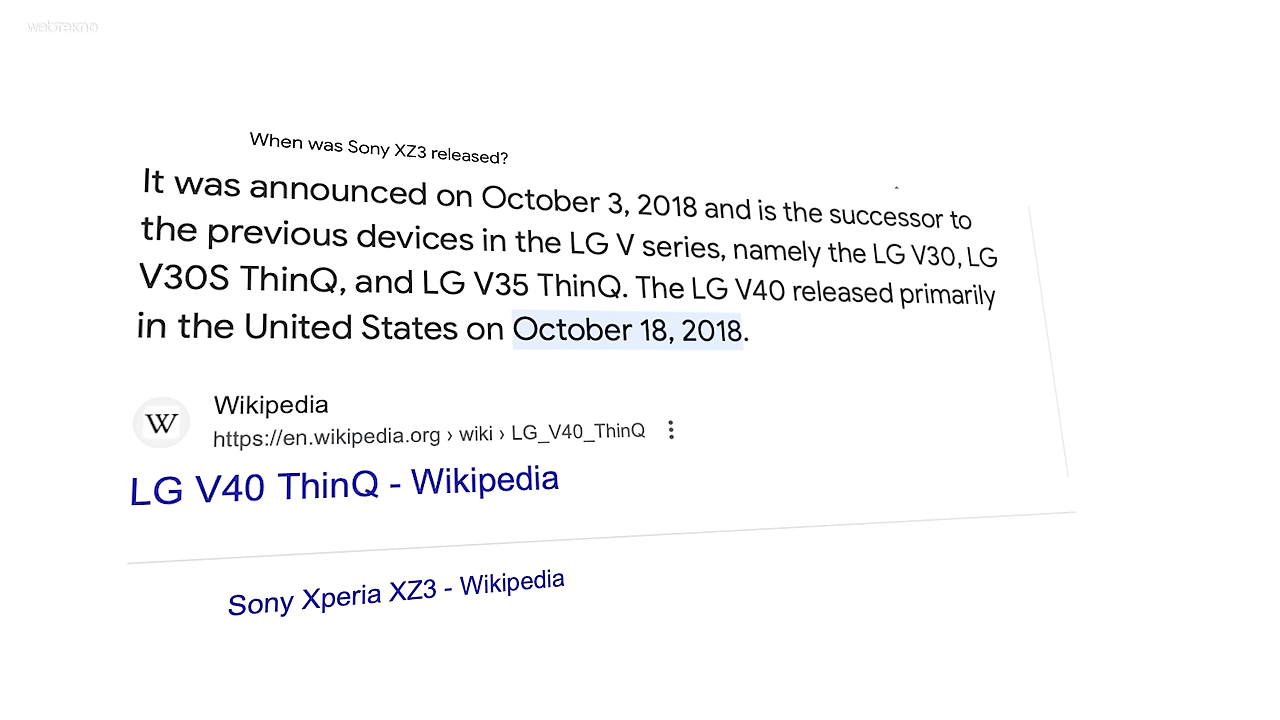 webtekno
When was Sony XZ3 released?
It was announced on October 3, 2018 and is the successor to
the previous devices in the LG V series, namely the LG V30, LG
V30S ThinQ, and LG V35 ThinQ. The LG V40 released primarily
in the United States on October 18, 2018.
W
Wikipedia
https://en.wikipedia.org › wiki › LG_V40_ThinQ
LG V40 ThinQ - Wikipedia
Sony Xperia XZ3 - Wikipedia